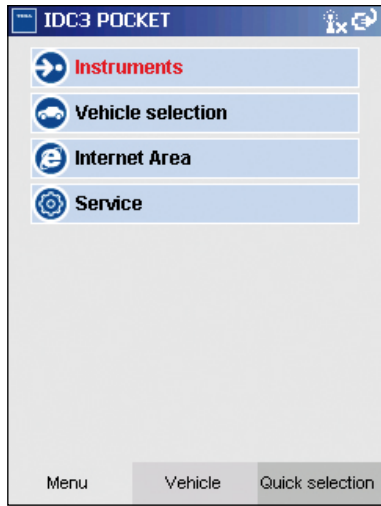 IDC3 POCKET
Instruments
Vehicle selection
Internet Area
Service
Menu Vehicle Quick selection